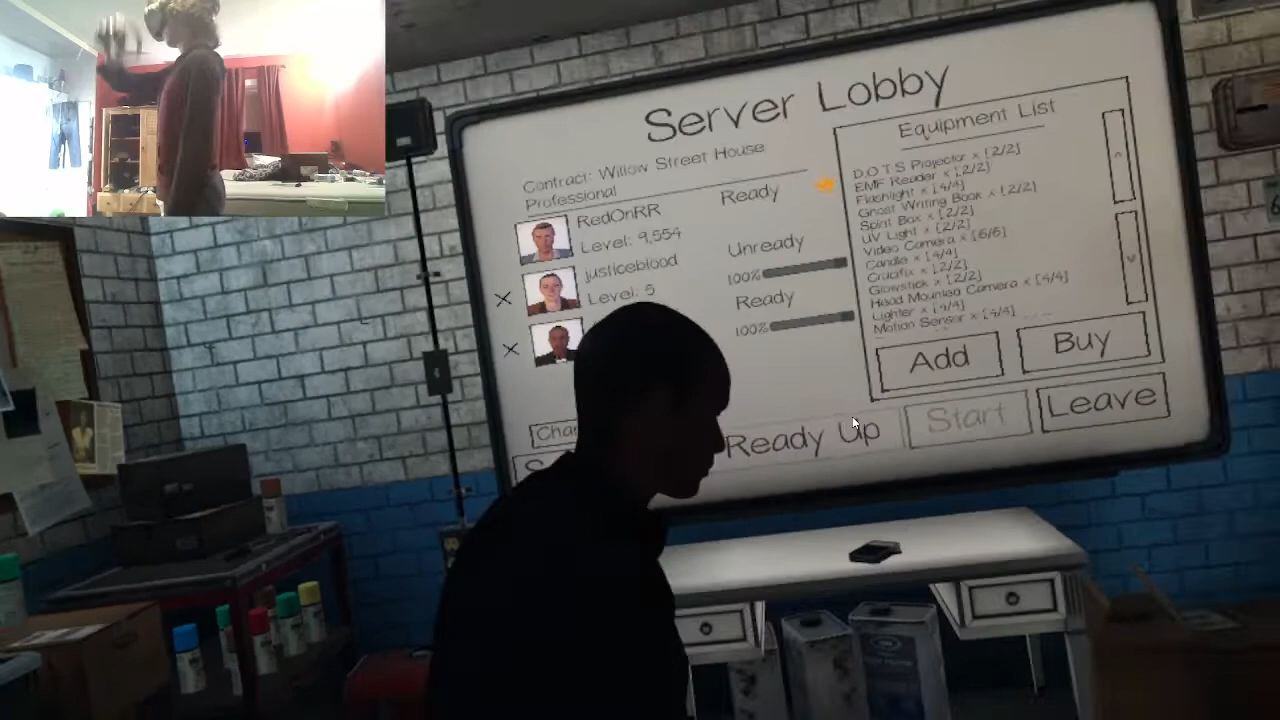 Server Lobby
Contract: Willow Street House
Professional
RedOnRR
Level: 9,554
Ready
justiceblood
Level: 5
Unready
100%
Ready
100%
Equipment List
D.O.T.S Projector x [2/2]
EMF Reader x [2/2]
Flashlight x [4/4]
Ghost Writing Book x [2/2]
Spirit Box x [2/2]
UV Light x [2/2]
Video Camera x [6/6]
Candle x [4/4]
Crucifix x [2/2]
Glowstick x [2/2]
Head Mounted Camera x [4/4]
Lighter x [4/4]
Motion Sensor x [4/4]
Add
Buy
Ready Up
Start
Leave